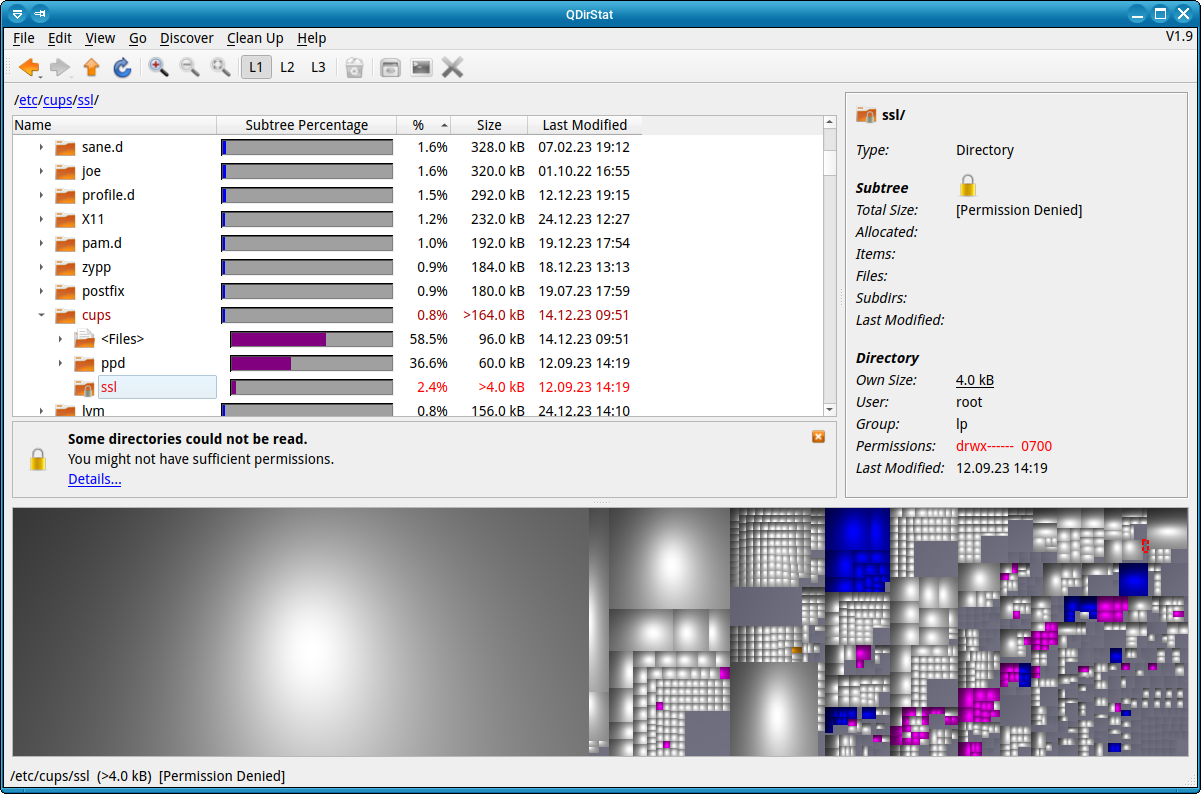 QDirStat
File Edit View Go Discover Clean Up Help V1.9
L1 L2 L3
/etc/cups/ssl/
Name Subtree Percentage % Size Last Modified
sane.d 1.6% 328.0 kB 07.02.23 19:12
joe 1.6% 320.0 kB 01.10.22 16:55
profile.d 1.5% 292.0 kB 12.12.23 19:15
X11 1.2% 232.0 kB 24.12.23 12:27
pam.d 1.0% 192.0 kB 19.12.23 17:54
zypp 0.9% 184.0 kB 18.12.23 13:13
postfix 0.9% 180.0 kB 19.07.23 17:59
cups 0.8% >164.0 kB 14.12.23 09:51
<Files> 58.5% 96.0 kB 14.12.23 09:51
ppd 36.6% 60.0 kB 12.09.23 14:19
ssl 2.4% >4.0 kB 12.09.23 14:19
lvm 0.8% 156.0 kB 24.12.23 14:10
Some directories could not be read.
You might not have sufficient permissions.
Details...
ssl/
Type: Directory
Subtree
Total Size: [Permission Denied]
Allocated:
Items:
Files:
Subdirs:
Last Modified:
Directory
Own Size: 4.0 kB
User: root
Group: lp
Permissions: drwx------ 0700
Last Modified: 12.09.23 14:19
/etc/cups/ssl (>4.0 kB) [Permission Denied]